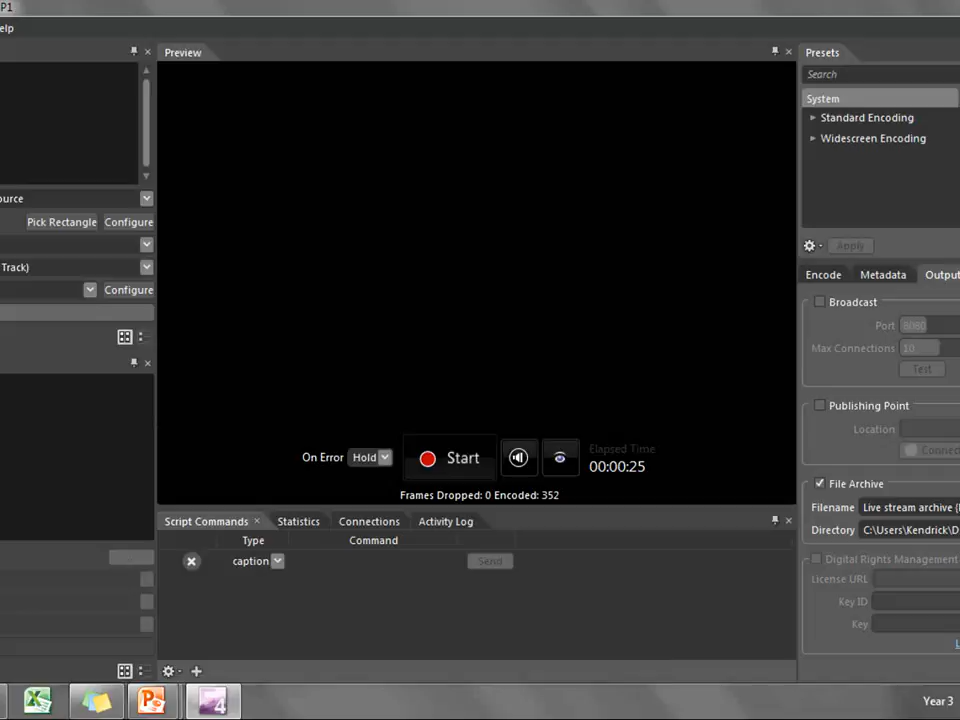 P1
elp
Preview
Presets
Search
System
Standard Encoding
Widescreen Encoding
ource
Pick Rectangle Configure
Track)
Configure
Apply
Encode Metadata Output
Broadcast
Port 8080
Max Connections 10
Test
Publishing Point
Location
Connec
On Error Hold Start Elapsed Time
00:00:25
Frames Dropped: 0 Encoded: 352
File Archive
Filename Live stream archive (
Directory C:\Users\Kendrick\D
Script Commands × Statistics Connections Activity Log
Type Command
caption Send
Digital Rights Management
License URL
Key ID
Key
4
Year 3